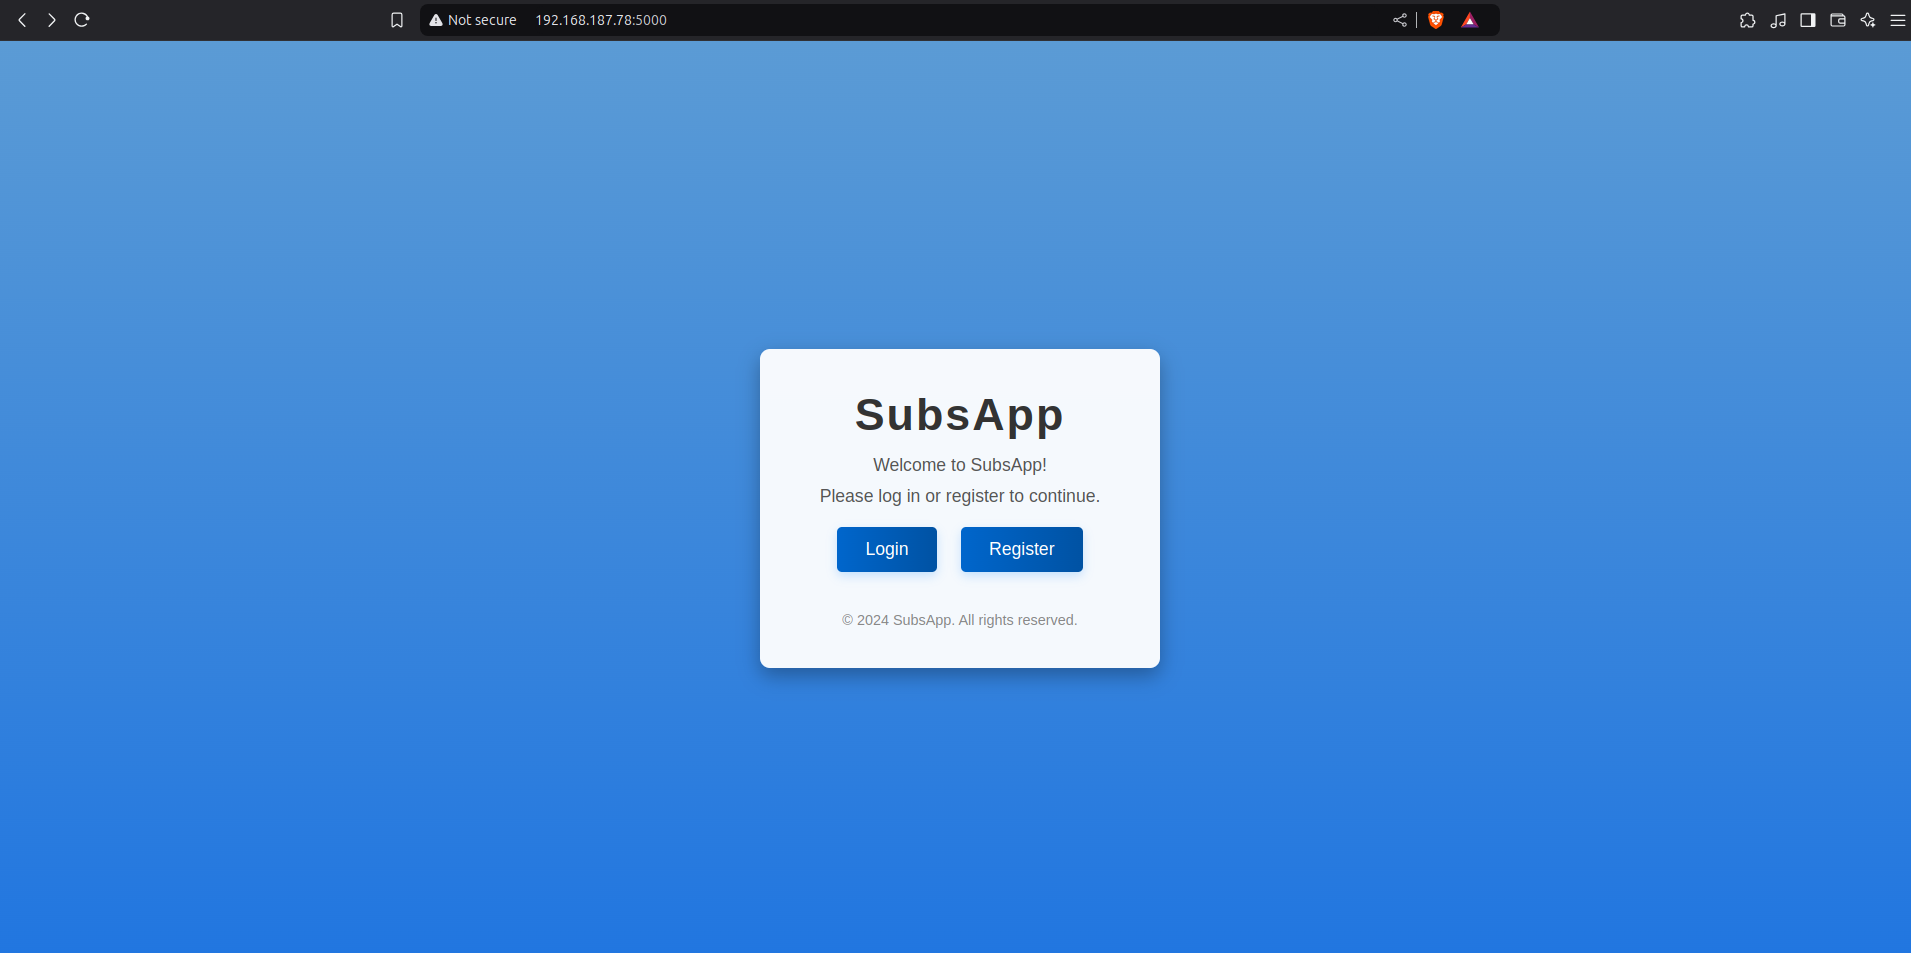 Not secure 192.168.187.78:5000
SubsApp
Welcome to SubsApp!
Please log in or register to continue.
Login Register
© 2024 SubsApp. All rights reserved.